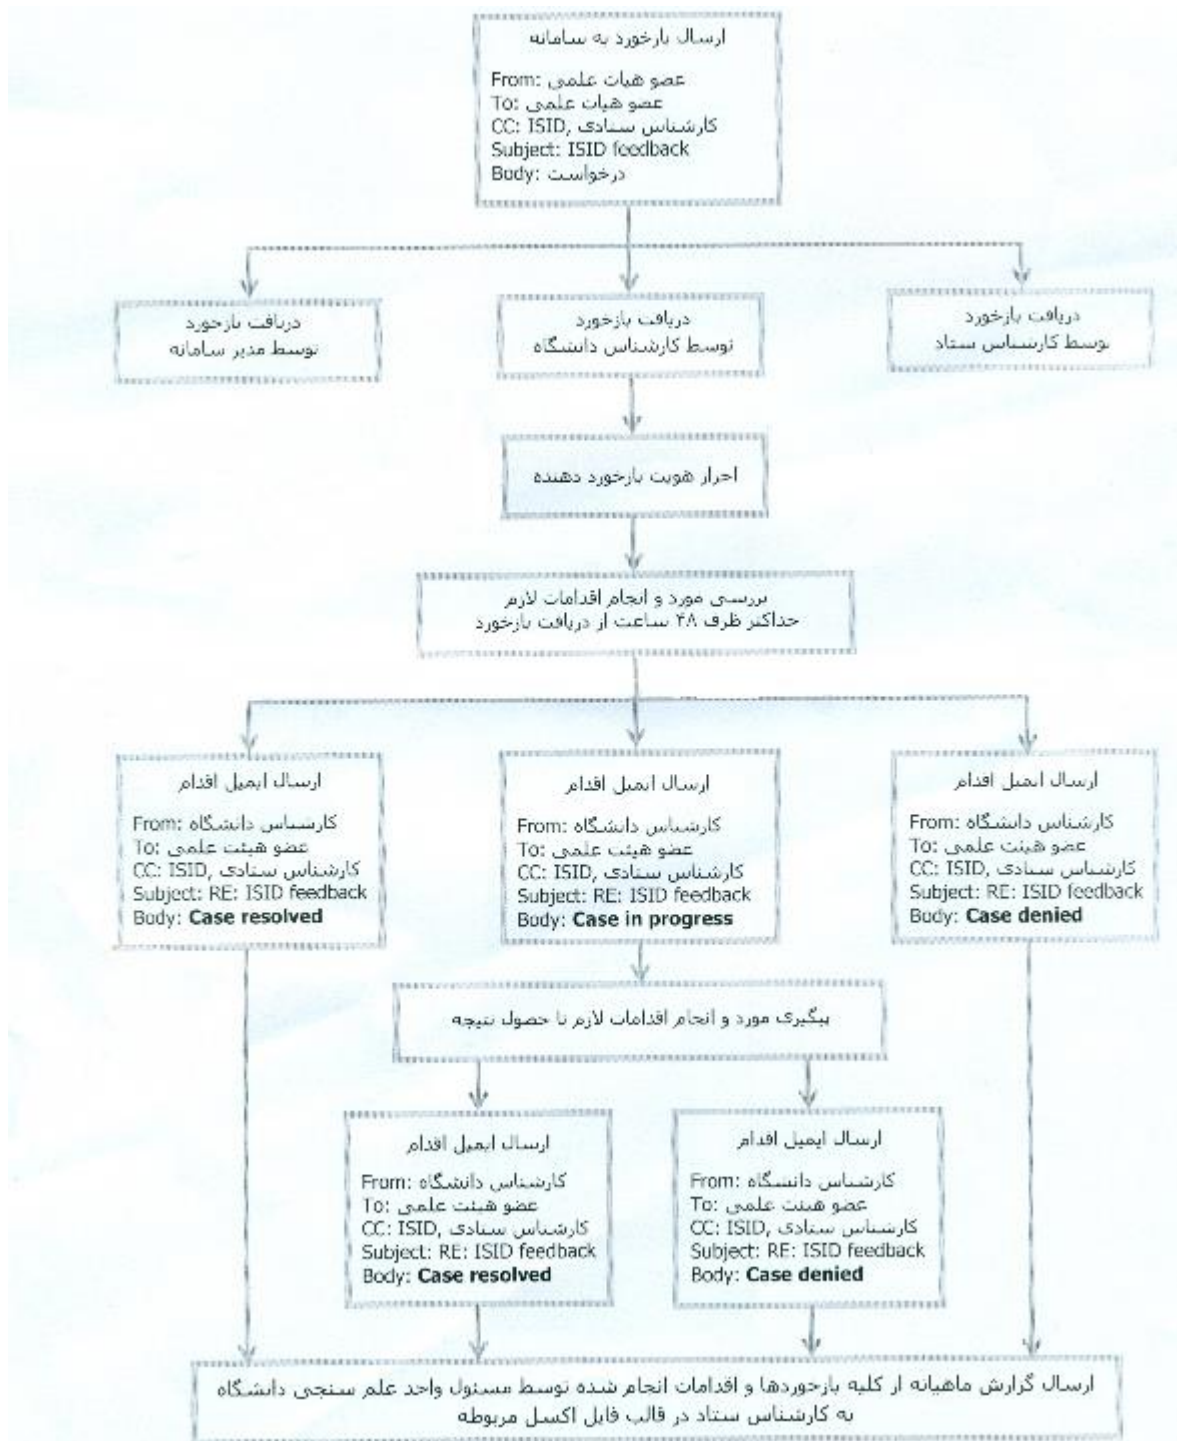 ارسال بازخورد به سامانه
From: عضو هیات علمی
To: عضو هیات علمی
CC: ISID, کارشناس ستادی
Subject: ISID feedback
Body: درخواست
دریافت بازخورد
توسط مدیر سامانه
دریافت بازخورد
توسط کارشناس دانشگاه
دریافت بازخورد
توسط کارشناس ستاد
احراز هویت بازخورد دهنده
بررسی مورد و انجام اقدامات لازم
حداکثر ظرف ۴۸ ساعت از دریافت بازخورد
ارسال ایمیل اقدام
From: کارشناس دانشگاه
To: عضو هیئت علمی
CC: ISID, کارشناس ستادی
Subject: RE: ISID feedback
Body: Case resolved
ارسال ایمیل اقدام
From: کارشناس دانشگاه
To: عضو هیئت علمی
CC: ISID, کارشناس ستادی
Subject: RE: ISID feedback
Body: Case in progress
ارسال ایمیل اقدام
From: کارشناس دانشگاه
To: عضو هیئت علمی
CC: ISID, کارشناس ستادی
Subject: RE: ISID feedback
Body: Case denied
پیگیری مورد و انجام اقدامات لازم تا حصول نتیجه
ارسال ایمیل اقدام
From: کارشناس دانشگاه
To: عضو هیئت علمی
CC: ISID, کارشناس ستادی
Subject: RE: ISID feedback
Body: Case resolved
ارسال ایمیل اقدام
From: کارشناس دانشگاه
To: عضو هیئت علمی
CC: ISID, کارشناس ستادی
Subject: RE: ISID feedback
Body: Case denied
ارسال گزارش ماهیانه از کلیه بازخوردها و اقدامات انجام شده توسط مسئول واحد علم سنجی دانشگاه
به کارشناس ستاد در قالب فایل اکسل مربوطه